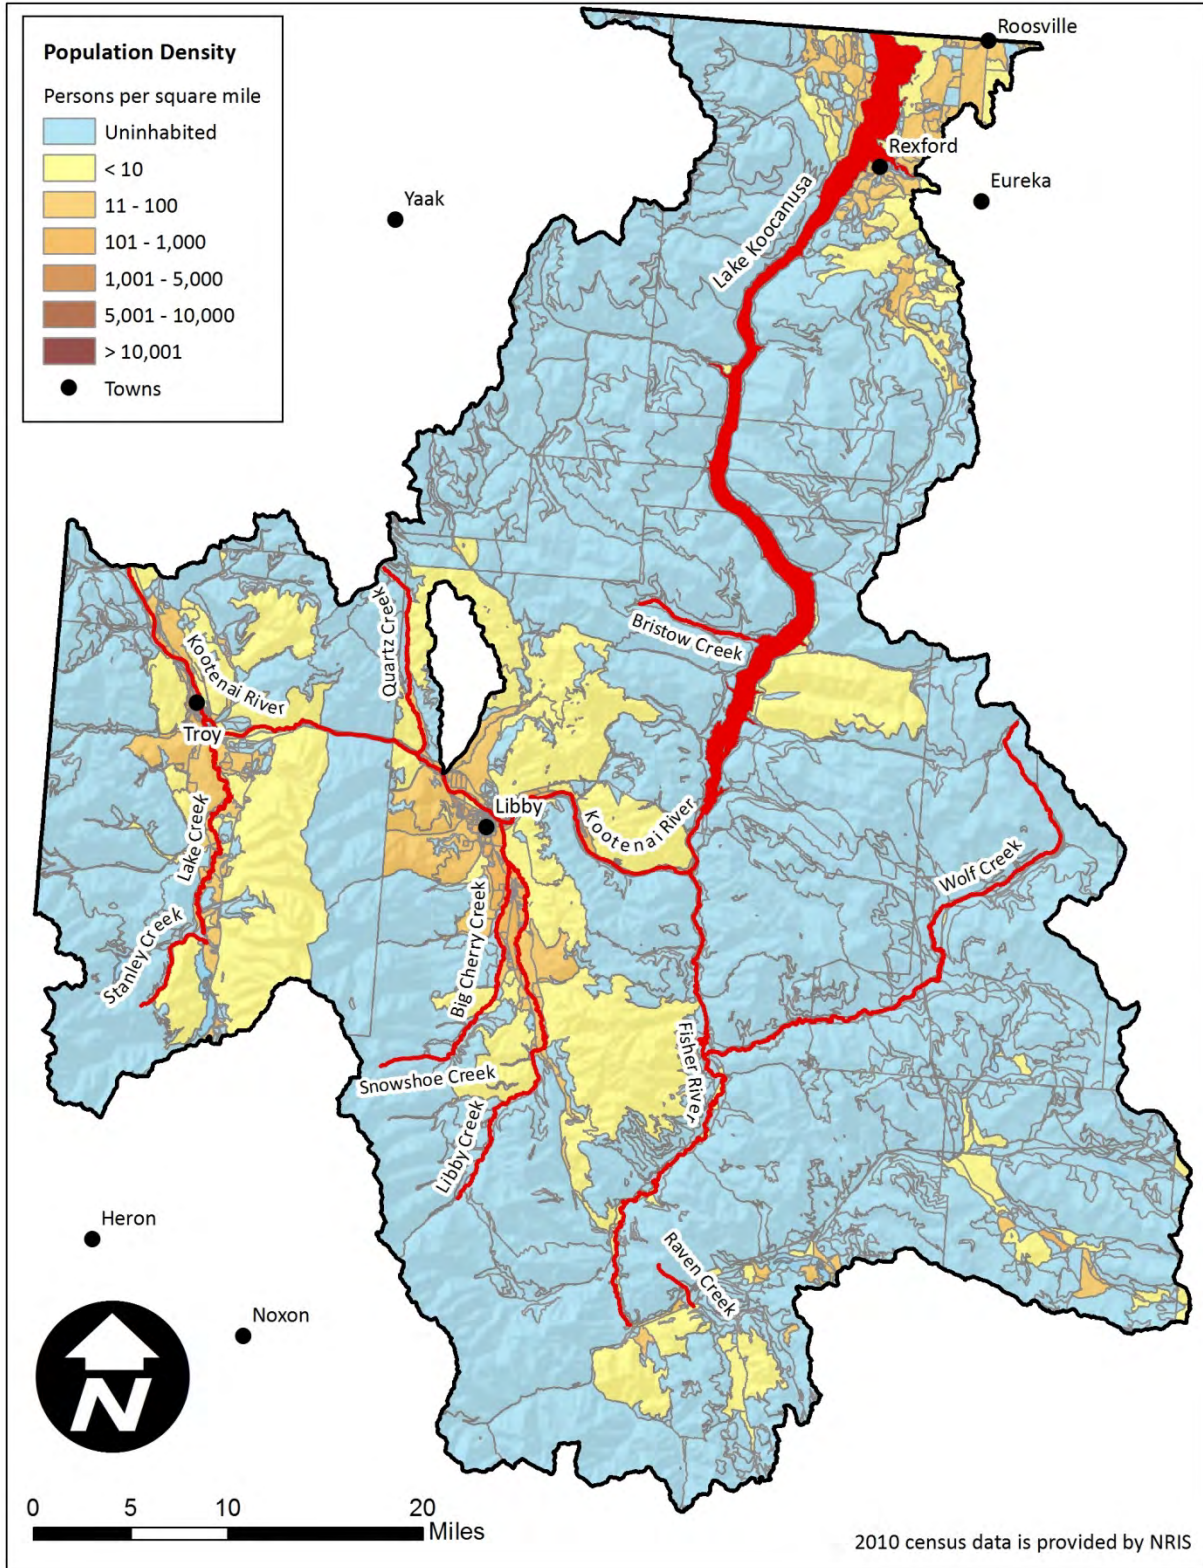 Population Density
Persons per square mile
Uninhabited
< 10
11 - 100
101 - 1,000
1,001 - 5,000
5,001 - 10,000
> 10,001
Towns
Roosville
Rexford
Eureka
Yaak
Lake Koocanusa
Bristow Creek
Quartz Creek
Kootenai River
Troy
Libby
Kootenai River
Lake Creek
Wolf Creek
Stanley Creek
Big Cherry Creek
Snowshoe Creek
Fisher River
Libby Creek
Raven Creek
Heron
Noxon
N
0 5 10 20
Miles
2010 census data is provided by NRIS